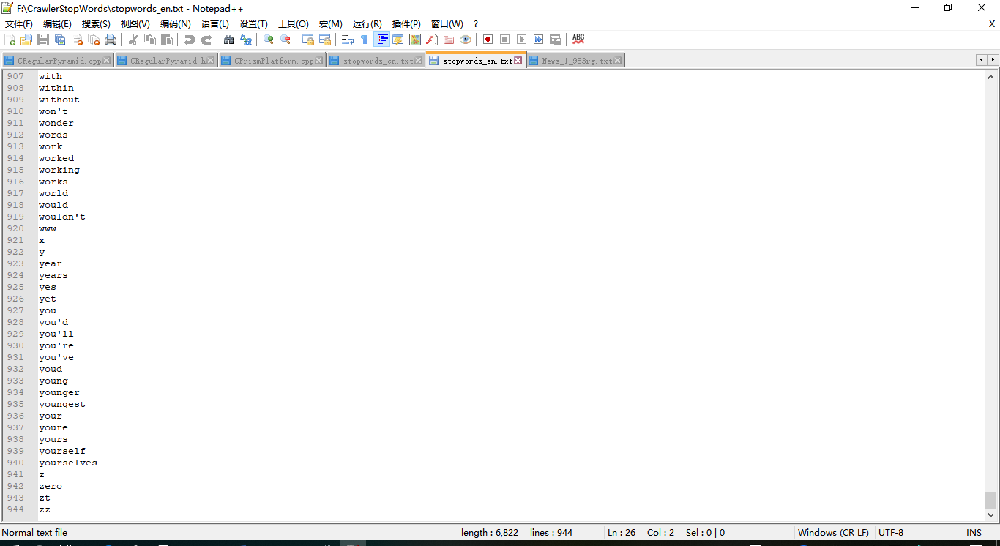 F:\CrawlerStopWords\stopwords_en.txt - Notepad++
文件(F) 编辑(E) 搜索(S) 视图(V) 编码(N) 语言(L) 设置(T) 工具(O) 宏(M) 运行(R) 插件(P) 窗口(W) ? X
ABC
CRegularPyramid.cpp CRegularPyramid.h CPrismPlatform.cpp stopwords_cn.txt stopwords_en.txt News_1_953rg.txt
907 with
908 within
909 without
910 won't
911 wonder
912 words
913 work
914 worked
915 working
916 works
917 world
918 would
919 wouldn't
920 www
921 x
922 y
923 year
924 years
925 yes
926 yet
927 you
928 you'd
929 you'll
930 you're
931 you've
932 youd
933 young
934 younger
935 youngest
936 your
937 youre
938 yours
939 yourself
940 yourselves
941 z
942 zero
943 zt
944 zz
Normal text file length : 6,822 lines : 944 Ln : 26 Col : 2 Sel : 0 | 0 Windows (CR LF) UTF-8 INS